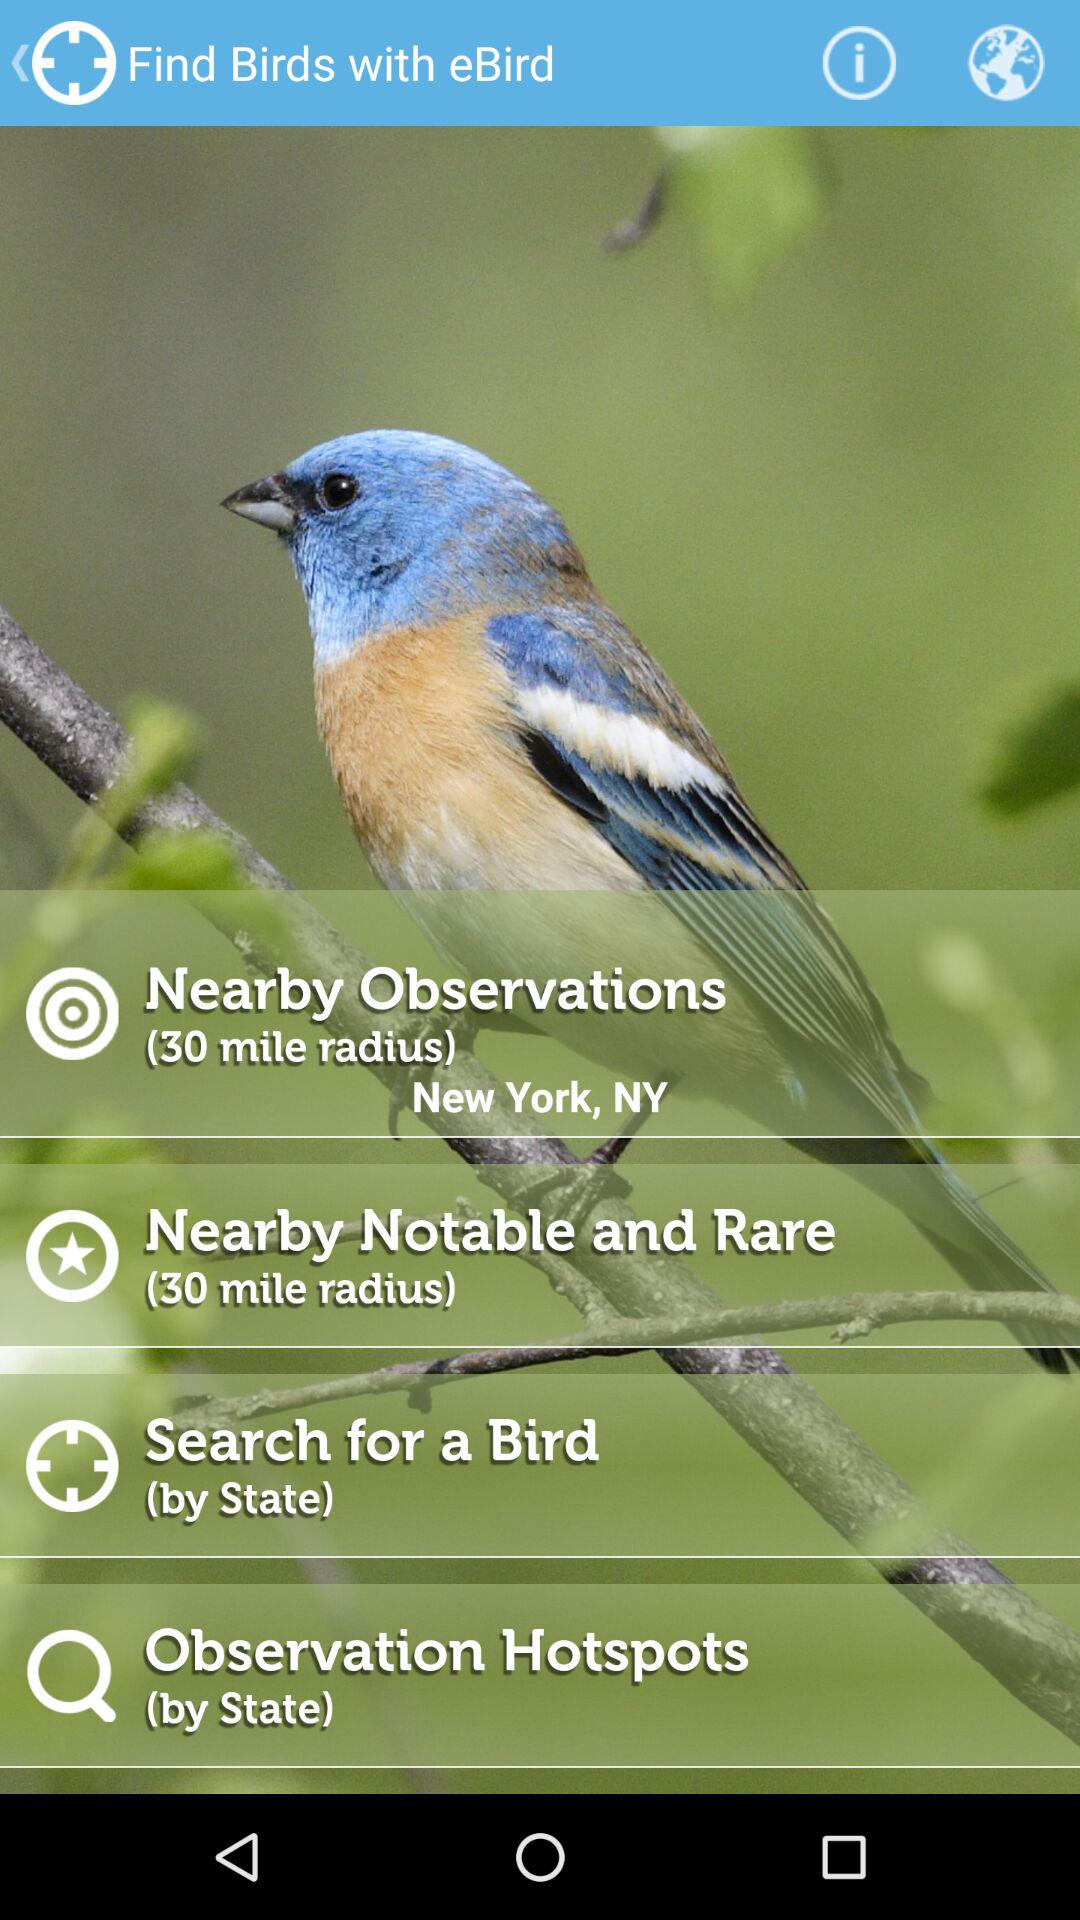 Find Birds with eBird
Nearby Observations
(30 mile radius)
New York, NY
Nearby Notable and Rare
(30 mile radius)
Search for a Bird
(by State)
Observation Hotspots
(by State)